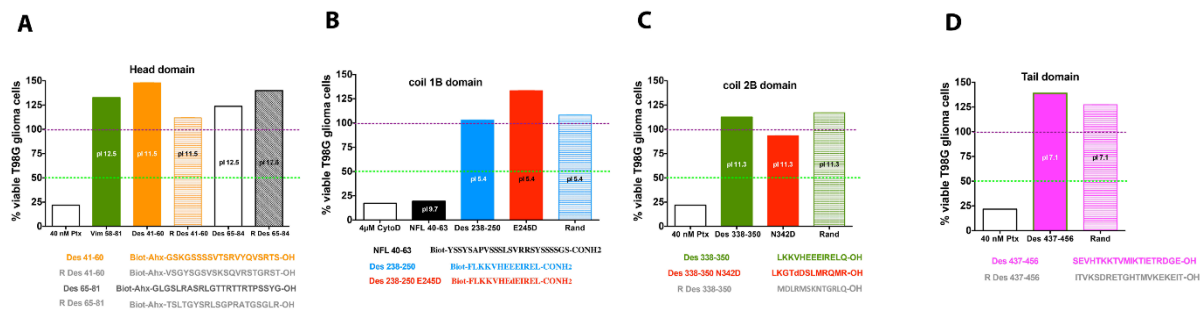 A
Head domain
% viable T98G glioma cells
150
125
100
75
50
25
0
pI 12.5
pI 11.5
pI 11.5
pI 12.5
pI 12.5
40 nM Ptx
Vim 58-81
Des 41-60
R Des 41-60
Des 65-84
R Des 65-84
Des 41-60 Biot-Ahx-GSKGSSSSVTSRVYQVSRTS-OH
R Des 41-60 Biot-Ahx-VSGYSGSVSKSQVRSTGRST-OH
Des 65-81 Biot-Ahx-GLGSLRASRLGTTRTTRTPSSYG-OH
R Des 65-81 Biot-Ahx-TSLTGYSRLSGPRATGSGLR-OH
B
coil 1B domain
% viable T98G glioma cells
150
125
100
75
50
25
0
pI 9.7
pI 5.4
pI 5.4
pI 5.4
4μM CytoD
NFL 40-63
Des 238-250
E245D
Rand
NFL 40-63 Biot-YSSYSAPVSSSLSVRRSYSSSSGS-CONH2
Des 238-250 Biot-FLKKVHEEEIREL-CONH2
Des 238-250 E245D Biot-FLKKVHEdEIREL-CONH2
C
coil 2B domain
% viable T98G glioma cells
150
125
100
75
50
25
0
pI 11.3
pI 11.3
pI 11.3
40 nM Ptx
Des 338-350
N342D
Rand
Des 338-350 LKKVHEEEIRELQ-OH
Des 338-350 N342D LKGTdDSLMRQMR-OH
R Des 338-350 MDLRMSKNTGRLQ-OH
D
Tail domain
% viable T98G glioma cells
150
125
100
75
50
25
0
pI 7.1
pI 7.1
40 nM Ptx
Des 437-456
Rand
Des 437-456 SEVHTKKTVMIKTIETRDGE-OH
R Des 437-456 ITVKSDRETGHTMVKEKEIT-OH